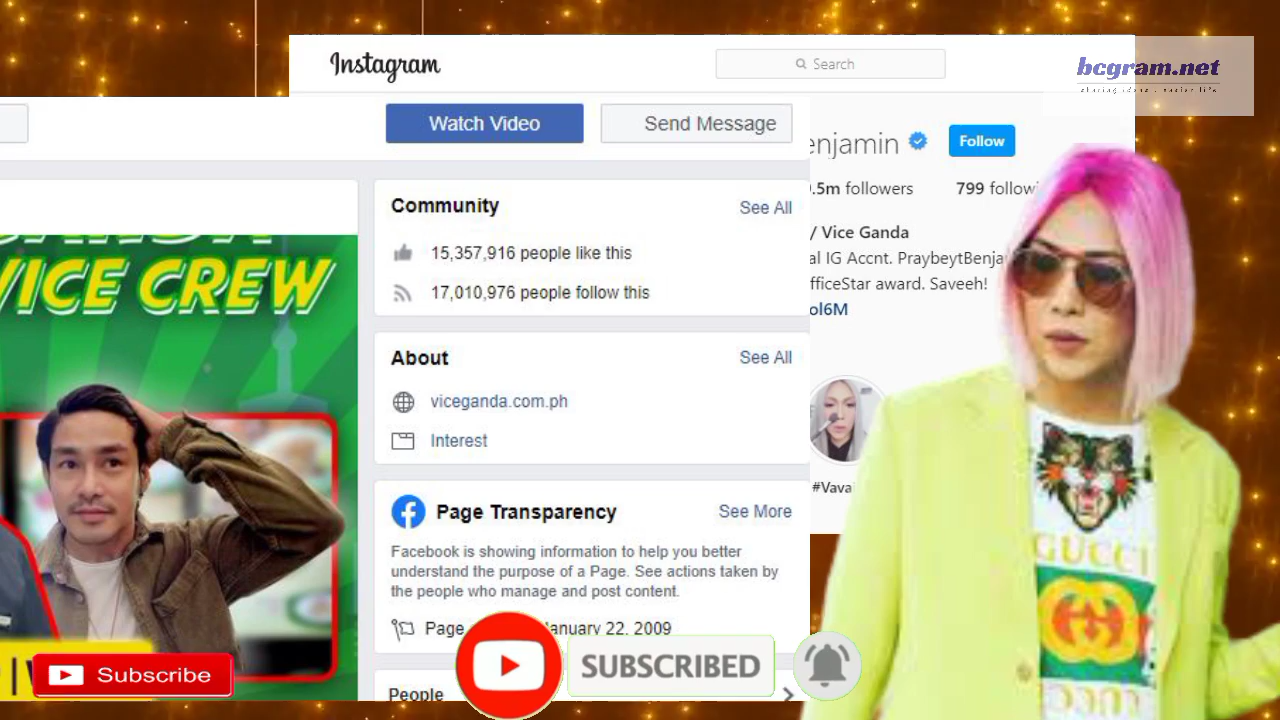 Instagram
Search
bcgram.net
Watch Video
Send Message
enjamin
Follow
.5m followers
799 follow
Community
See All
15,357,916 people like this
17,010,976 people follow this
/ Vice Ganda
al IG Accnt. PraybeytBenja
fficeStar award. Saveeh!
ol6M
VICE CREW
About
See All
viceganda.com.ph
Interest
#Vava
Page Transparency
See More
Facebook is showing information to help you better
understand the purpose of a Page. See actions taken by
the people who manage and post content.
Page
anuary 22, 2009
People
GUCCI
Subscribe
SUBSCRIBED